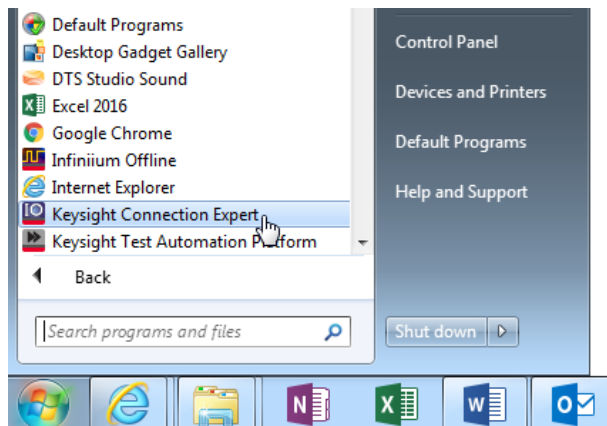 Default Programs
Desktop Gadget Gallery
DTS Studio Sound
Excel 2016
Google Chrome
Infiniium Offline
Internet Explorer
Keysight Connection Expert
Keysight Test Automation Platform
Back
Search programs and files
Control Panel
Devices and Printers
Default Programs
Help and Support
Shut down